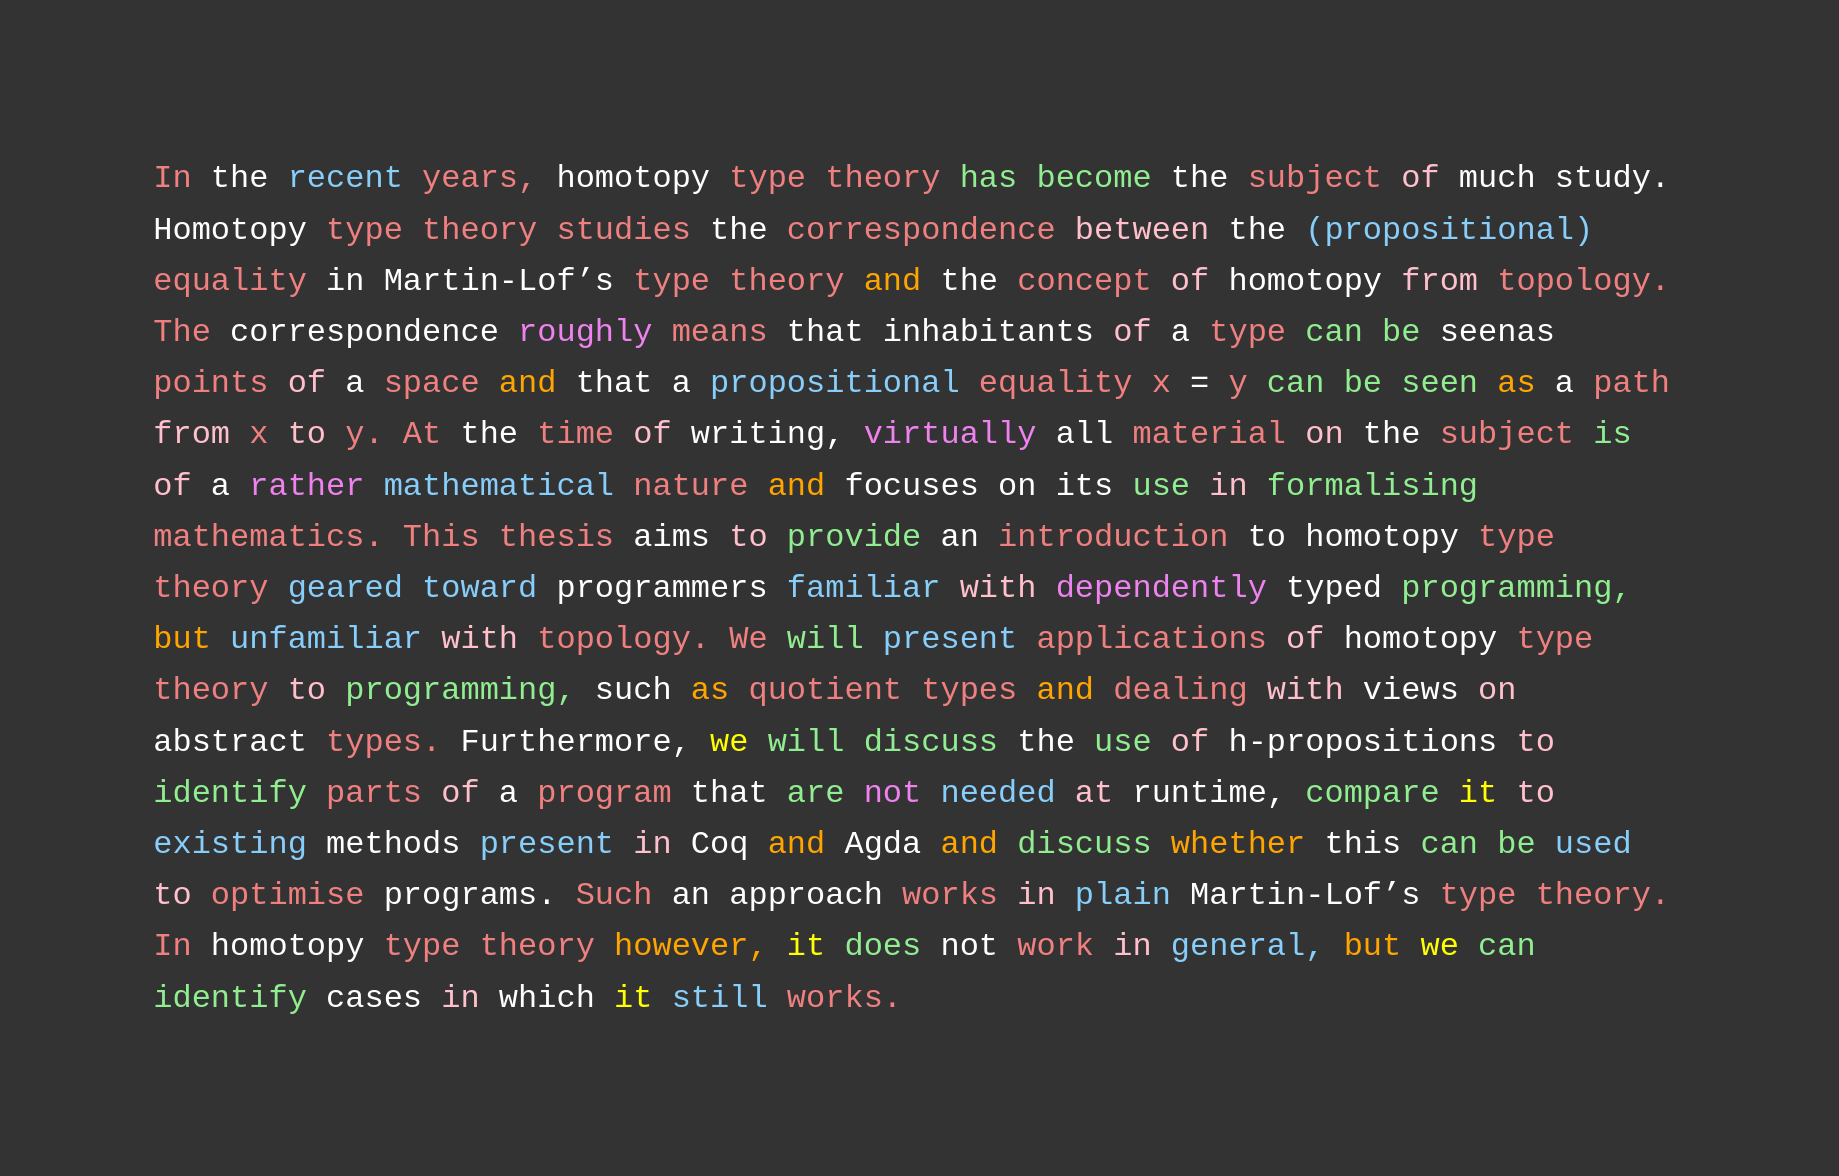 In the recent years, homotopy type theory has become the subject of much study.
Homotopy type theory studies the correspondence between the (propositional)
equality in Martin-Lof’s type theory and the concept of homotopy from topology.
The correspondence roughly means that inhabitants of a type can be seenas
points of a space and that a propositional equality x = y can be seen as a path
from x to y. At the time of writing, virtually all material on the subject is
of a rather mathematical nature and focuses on its use in formalising
mathematics. This thesis aims to provide an introduction to homotopy type
theory geared toward programmers familiar with dependently typed programming,
but unfamiliar with topology. We will present applications of homotopy type
theory to programming, such as quotient types and dealing with views on
abstract types. Furthermore, we will discuss the use of h-propositions to
identify parts of a program that are not needed at runtime, compare it to
existing methods present in Coq and Agda and discuss whether this can be used
to optimise programs. Such an approach works in plain Martin-Lof’s type theory.
In homotopy type theory however, it does not work in general, but we can
identify cases in which it still works.